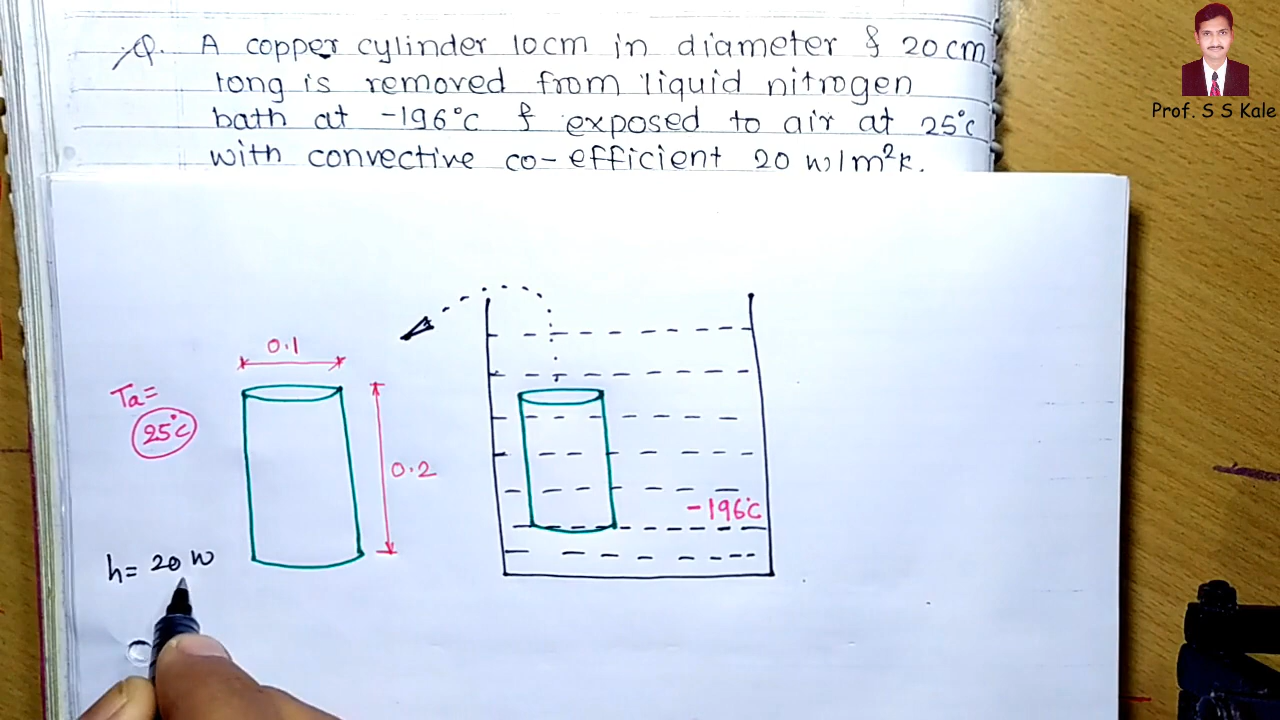 Q. A copper cylinder 10cm in diameter & 20cm
long is removed from liquid nitrogen
bath at -196°C & exposed to air at 25°C
with convective co-efficient 20 W/m²k.
Prof. S S Kale
0.1
Ta=
25°C
0.2
-196°C
h= 20 W